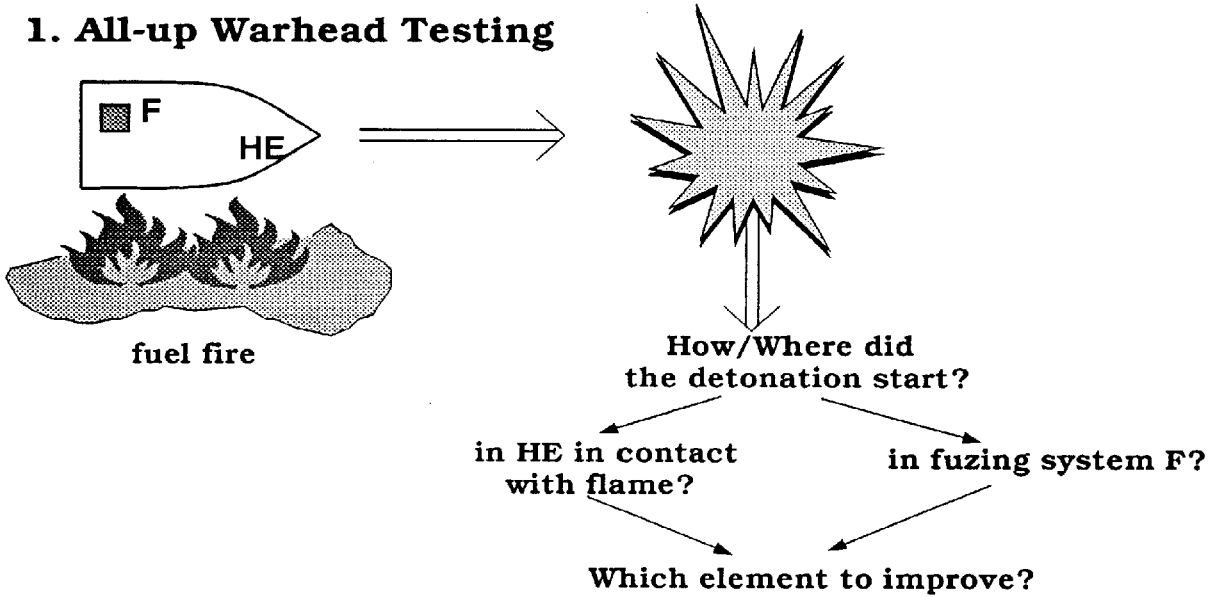 1. All-up Warhead Testing
F
HE
fuel fire
How/Where did
the detonation start?
in HE in contact
with flame?
in fuzing system F?
Which element to improve?